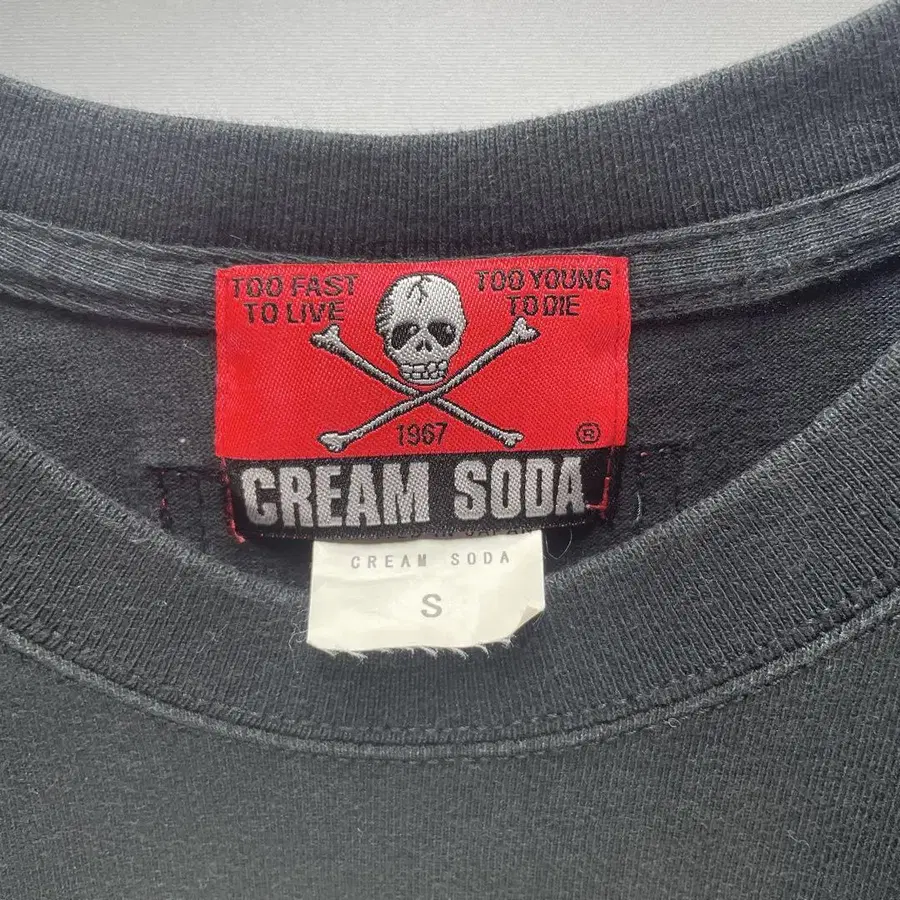 TOO FAST
TO LIVE
TOO YOUNG
TO DIE
1967
®
CREAM SODA
CREAM SODA
S